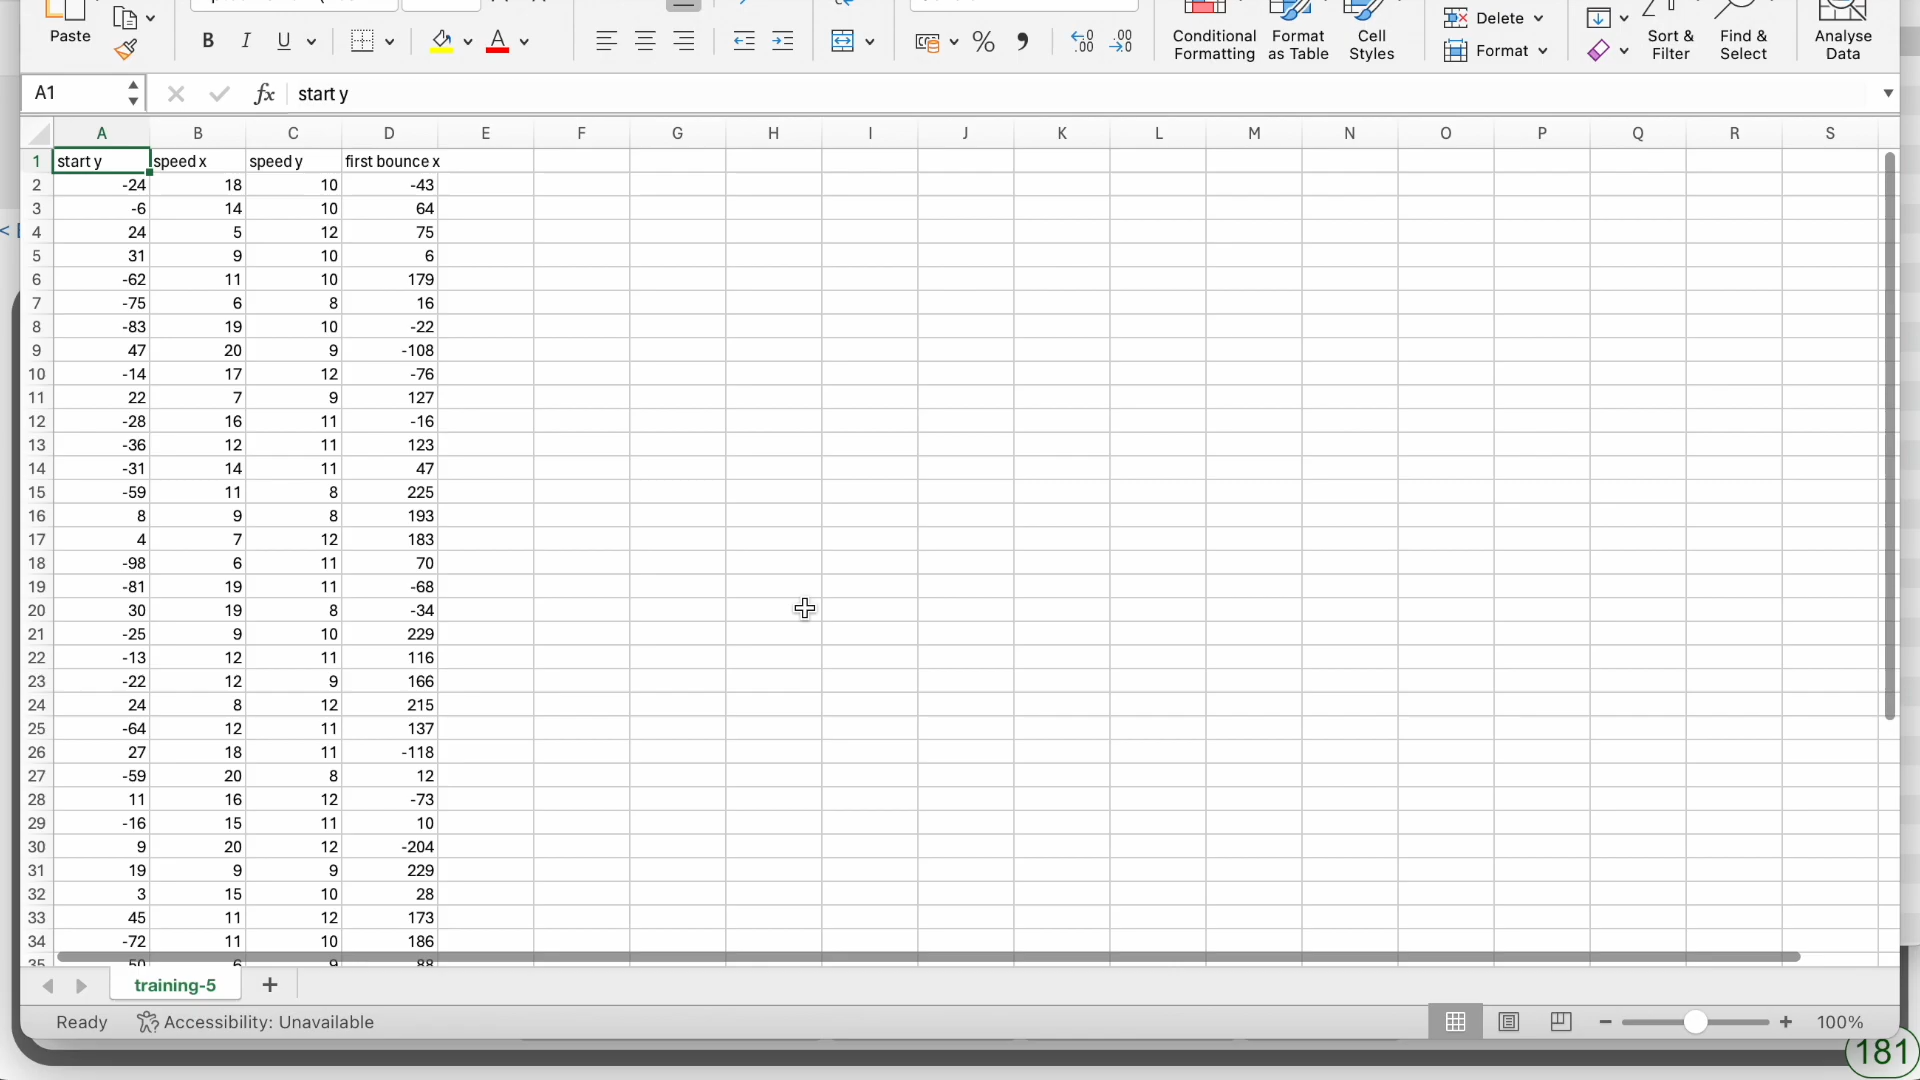 Paste
B I U
A
%
Conditional Formatting
Format as Table
Cell Styles
Delete
Format
Sort & Filter
Find & Select
Analyse Data
A1 fx start y
A B C D E F G H I J K L M N O P Q R S
1 start y speed x speed y first bounce x
2 -24 18 10 -43
3 -6 14 10 64
4 24 5 12 75
5 31 9 10 6
6 -62 11 10 179
7 -75 6 8 16
8 -83 19 10 -22
9 47 20 9 -108
10 -14 17 12 -76
11 22 7 9 127
12 -28 16 11 -16
13 -36 12 11 123
14 -31 14 11 47
15 -59 11 8 225
16 8 9 8 193
17 4 7 12 183
18 -98 6 11 70
19 -81 19 11 -68
20 30 19 8 -34
21 -25 9 10 229
22 -13 12 11 116
23 -22 12 9 166
24 24 8 12 215
25 -64 12 11 137
26 27 18 11 -118
27 -59 20 8 12
28 11 16 12 -73
29 -16 15 11 10
30 9 20 12 -204
31 19 9 9 229
32 3 15 10 28
33 45 11 12 173
34 -72 11 10 186
training-5 +
Ready Accessibility: Unavailable
100%
181